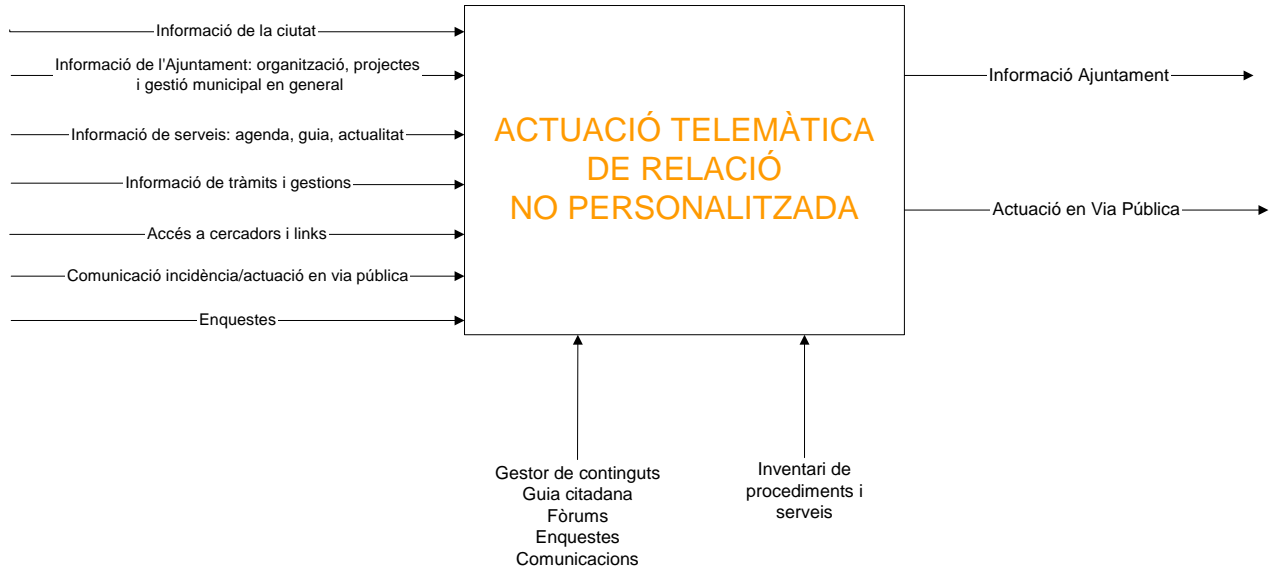 Informació de la ciutat
Informació de l'Ajuntament: organització, projectes
i gestió municipal en general
Informació de serveis: agenda, guia, actualitat
Informació de tràmits i gestions
Accés a cercadors i links
Comunicació incidència/actuació en via pública
Enquestes
ACTUACIÓ TELEMÀTICA
DE RELACIÓ
NO PERSONALITZADA
Informació Ajuntament
Actuació en Via Pública
Gestor de continguts
Guia citadana
Fòrums
Enquestes
Comunicacions
Inventari de
procediments i
serveis